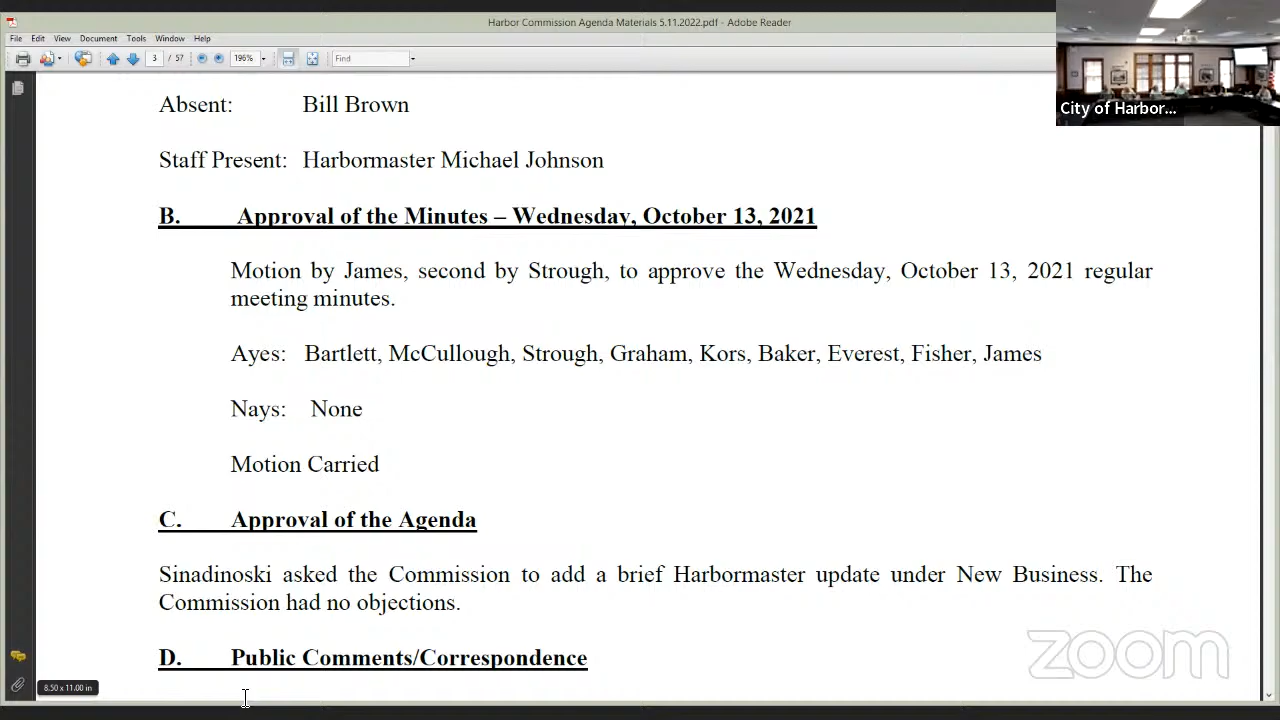 Harbor Commission Agenda Materials 5.11.2022.pdf - Adobe Reader
File Edit View Document Tools Window Help
3 / 57 196% Find
City of Harbor...
Absent: Bill Brown
Staff Present: Harbormaster Michael Johnson
B. Approval of the Minutes – Wednesday, October 13, 2021
Motion by James, second by Strough, to approve the Wednesday, October 13, 2021 regular
meeting minutes.
Ayes: Bartlett, McCullough, Strough, Graham, Kors, Baker, Everest, Fisher, James
Nays: None
Motion Carried
C. Approval of the Agenda
Sinadinoski asked the Commission to add a brief Harbormaster update under New Business. The
Commission had no objections.
D. Public Comments/Correspondence
8.50 x 11.00 in
zoom